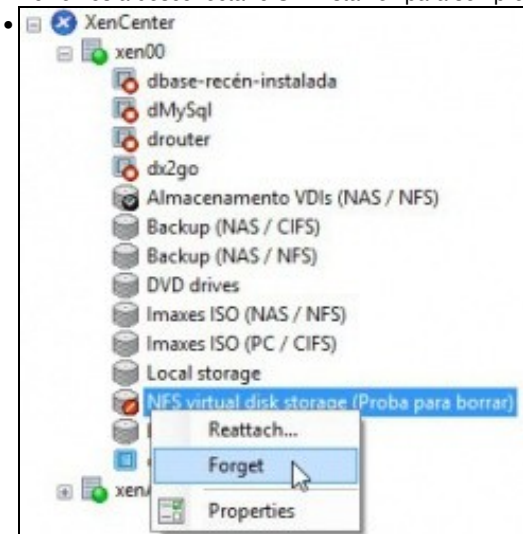 XenCenter
xen00
dbase-recén-instalada
dMySql
drouter
dx2go
Almacenamento VDIs (NAS / NFS)
Backup (NAS / CIFS)
Backup (NAS / NFS)
DVD drives
Imaxes ISO (NAS / NFS)
Imaxes ISO (PC / CIFS)
Local storage
NFS virtual disk storage (Proba para borrar)
Reattach...
Forget
Properties